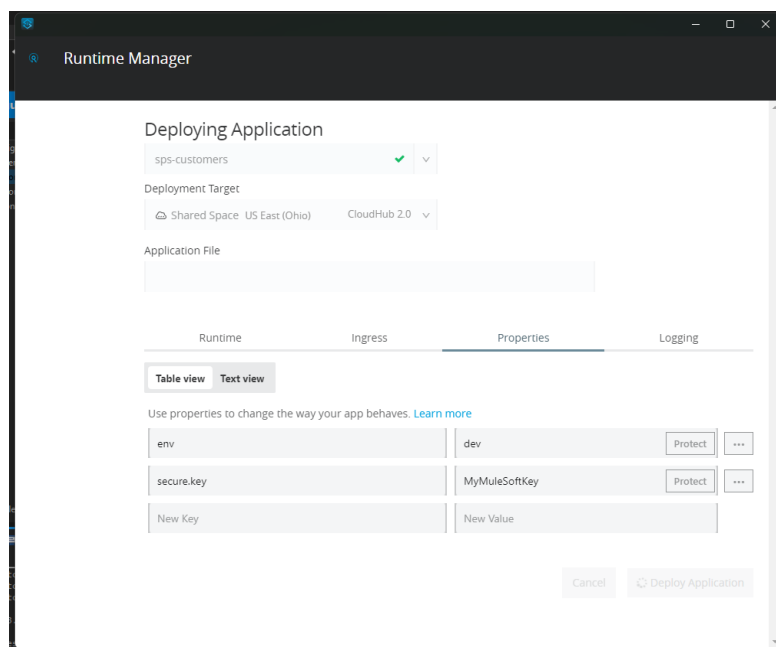 Runtime Manager
Deploying Application
sps-customers
Deployment Target
Shared Space US East (Ohio) CloudHub 2.0
Application File
Runtime Ingress Properties Logging
Table view Text view
Use properties to change the way your app behaves. Learn more
env dev Protect
secure.key MyMuleSoftKey Protect
New Key New Value
Cancel Deploy Application